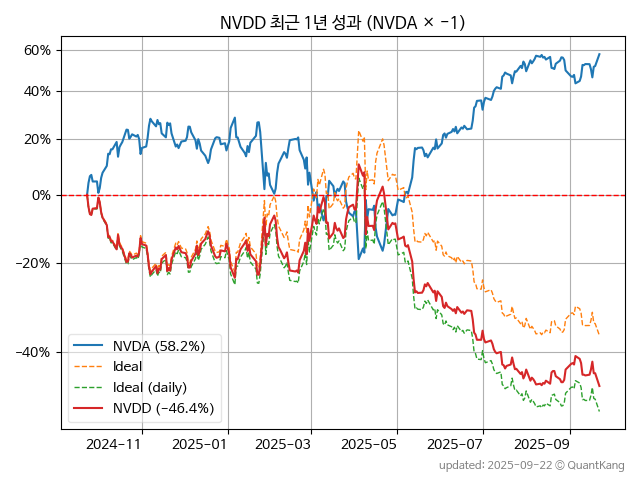 NVDD 최근 1년 성과 (NVDA × −1)
60%
40%
20%
0%
−20%
−40%
NVDA (58.2%)
Ideal
Ideal (daily)
NVDD (−46.4%)
2024-11
2025-01
2025-03
2025-05
2025-07
2025-09
updated: 2025-09-22 © QuantKang